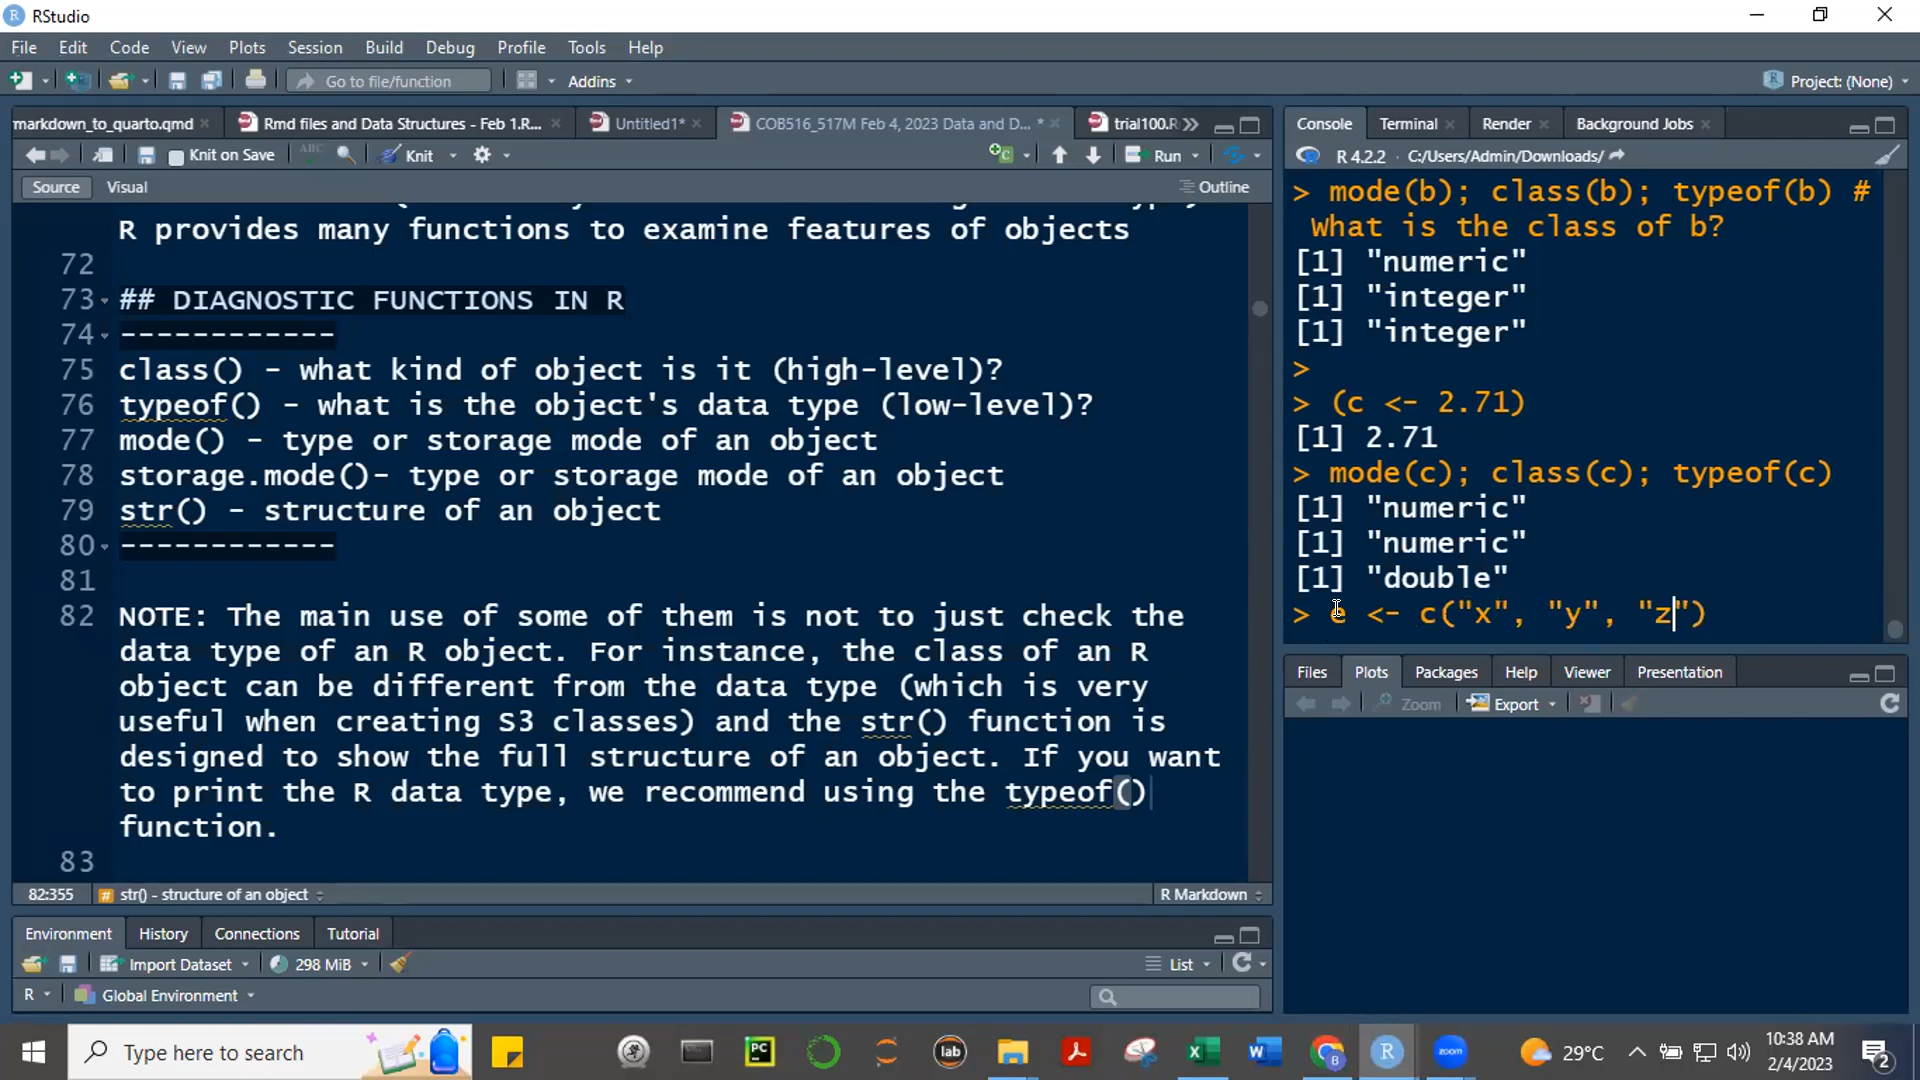 RStudio
File Edit Code View Plots Session Build Debug Profile Tools Help
Go to file/function Addins Project: (None)
markdown_to_quarto.qmd Rmd files and Data Structures - Feb 1.R... Untitled1* COB516_517M Feb 4, 2023 Data and D... * trial100.R
Knit on Save ABC Knit Run
Source Visual Outline
R provides many functions to examine features of objects
72
73 ## DIAGNOSTIC FUNCTIONS IN R
74 ------------
75 class() - what kind of object is it (high-level)?
76 typeof() - what is the object's data type (low-level)?
77 mode() - type or storage mode of an object
78 storage.mode()- type or storage mode of an object
79 str() - structure of an object
80 ------------
81
82 NOTE: The main use of some of them is not to just check the
data type of an R object. For instance, the class of an R
object can be different from the data type (which is very
useful when creating S3 classes) and the str() function is
designed to show the full structure of an object. If you want
to print the R data type, we recommend using the typeof()
function.
83
82:355 # str() - structure of an object R Markdown
Environment History Connections Tutorial
Import Dataset 298 MiB List
R Global Environment
Console Terminal Render Background Jobs
R 4.2.2 · C:/Users/Admin/Downloads/
> mode(b); class(b); typeof(b) #
What is the class of b?
[1] "numeric"
[1] "integer"
[1] "integer"
>
> (c <- 2.71)
[1] 2.71
> mode(c); class(c); typeof(c)
[1] "numeric"
[1] "numeric"
[1] "double"
> e <- c("x", "y", "z")
Files Plots Packages Help Viewer Presentation
Zoom Export
Type here to search PC lab zoom 29°C 10:38 AM
2/4/2023 2